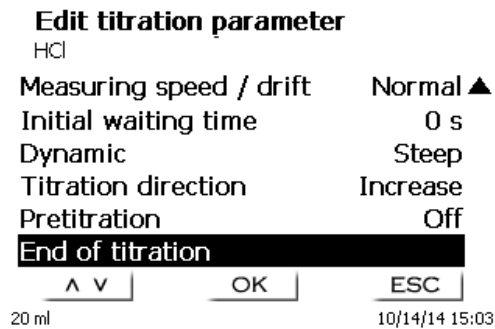 Edit titration parameter
HCl
Measuring speed / drift Normal ▲
Initial waiting time 0 s
Dynamic Steep
Titration direction Increase
Pretitration Off
End of titration
∧ ∨ OK ESC
20 ml 10/14/14 15:03